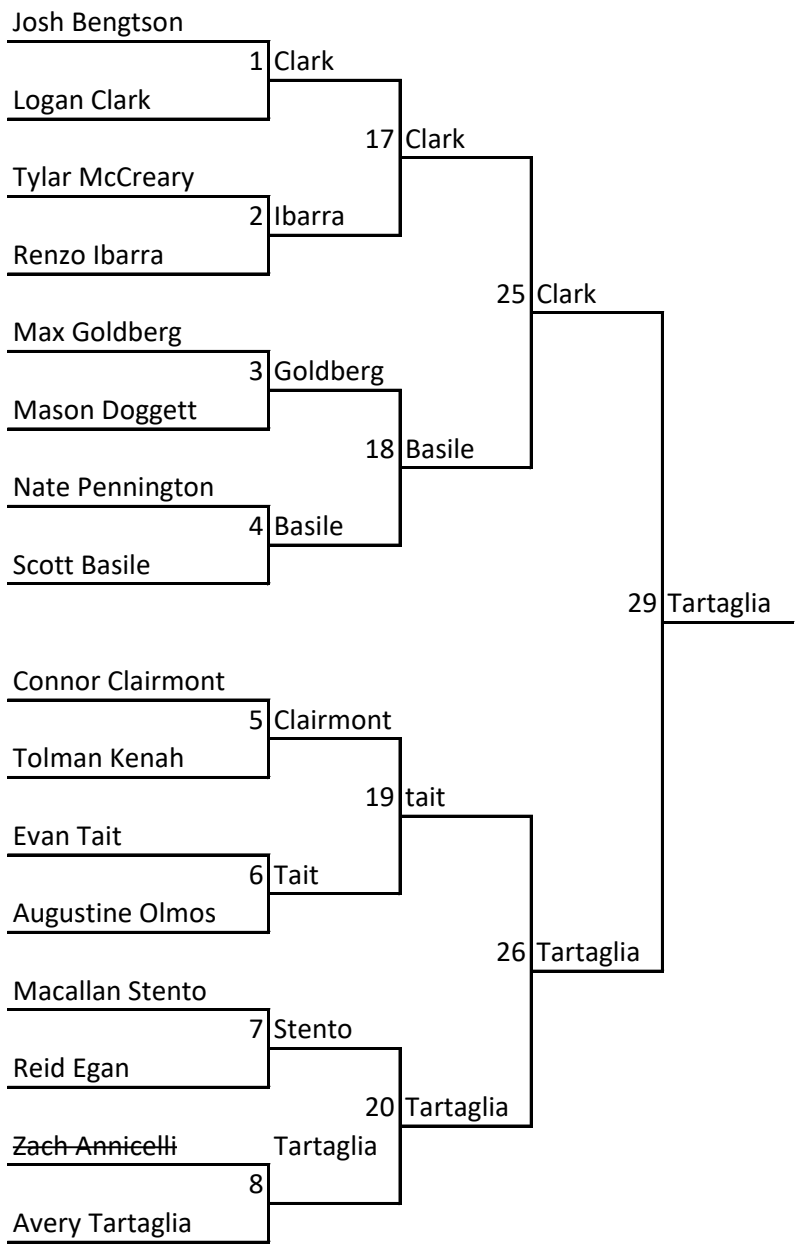 Josh Bengtson
1 Clark
Logan Clark
17 Clark
Tylar McCreary
2 Ibarra
Renzo Ibarra
25 Clark
Max Goldberg
3 Goldberg
Mason Doggett
18 Basile
Nate Pennington
4 Basile
Scott Basile
29 Tartaglia
Connor Clairmont
5 Clairmont
Tolman Kenah
19 tait
Evan Tait
6 Tait
Augustine Olmos
26 Tartaglia
Macallan Stento
7 Stento
Reid Egan
20 Tartaglia
Zach Annicelli
Tartaglia
8
Avery Tartaglia